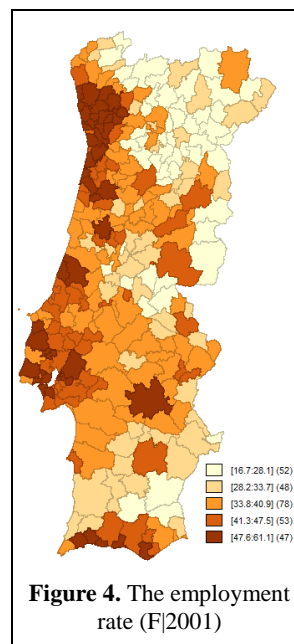 [16.7:28.1] (52)
[28.2:33.7] (48)
[33.8:40.9] (78)
[41.3:47.5] (53)
[47.6:61.1] (47)
Figure 4. The employment
rate (F|2001)